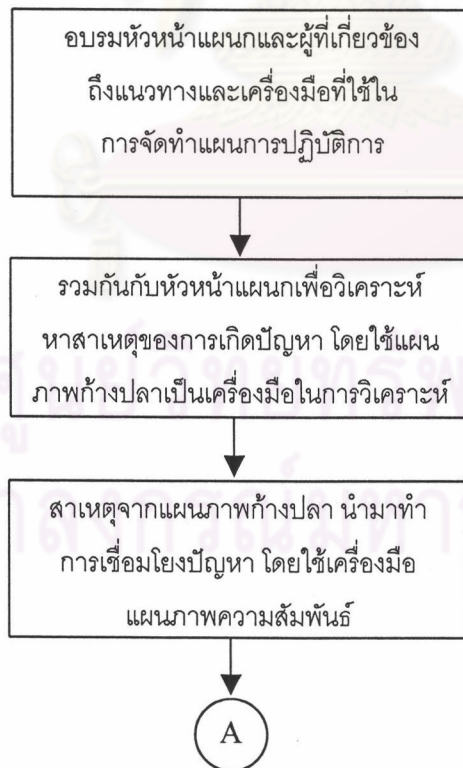 อบรมหัวหน้าแผนกและผู้ที่เกี่ยวข้อง
ถึงแนวทางและเครื่องมือที่ใช้ใน
การจัดทำแผนการปฏิบัติการ
รวมกันกับหัวหน้าแผนกเพื่อวิเคราะห์
หาสาเหตุของการเกิดปัญหา โดยใช้แผน
ภาพก้างปลาเป็นเครื่องมือในการวิเคราะห์
สาเหตุจากแผนภาพก้างปลา นำมาทำ
การเชื่อมโยงปัญหา โดยใช้เครื่องมือ
แผนภาพความสัมพันธ์
A